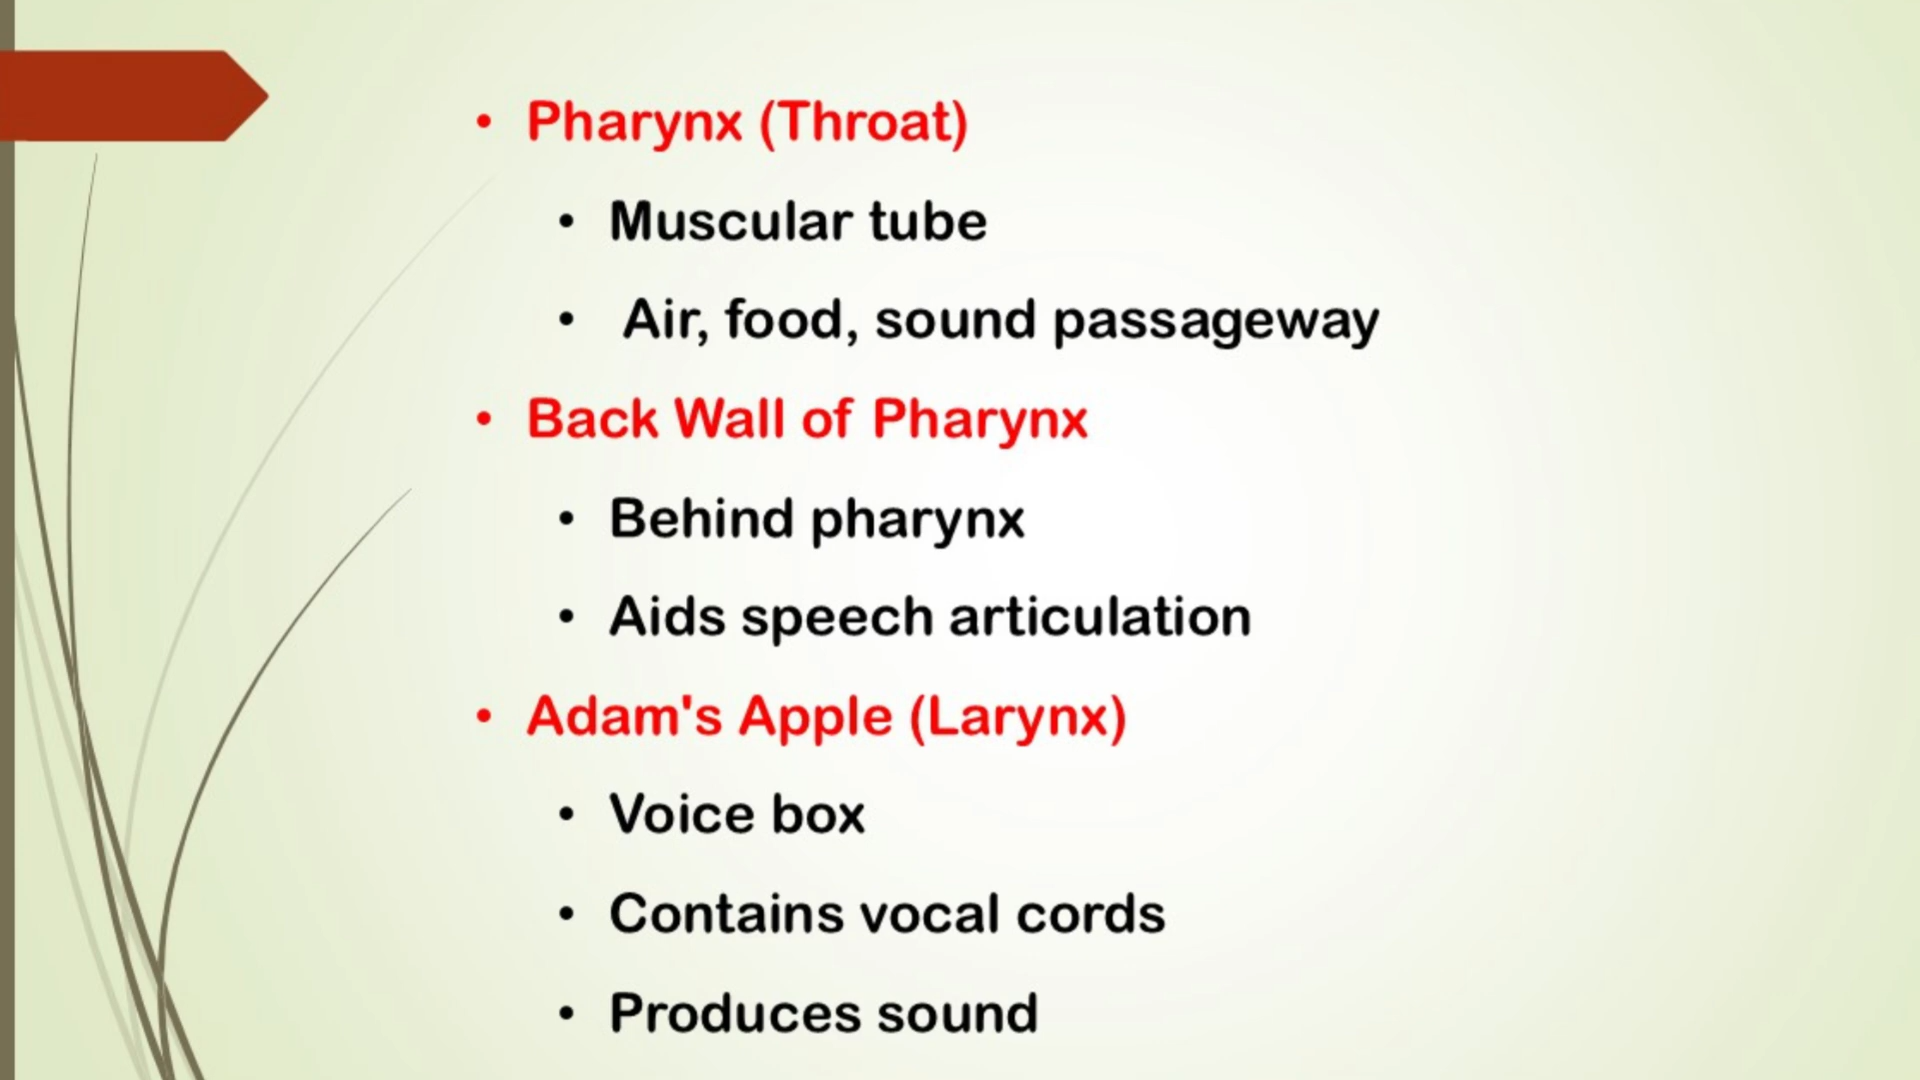 • Pharynx (Throat)
• Muscular tube
• Air, food, sound passageway
• Back Wall of Pharynx
• Behind pharynx
• Aids speech articulation
• Adam's Apple (Larynx)
• Voice box
• Contains vocal cords
• Produces sound